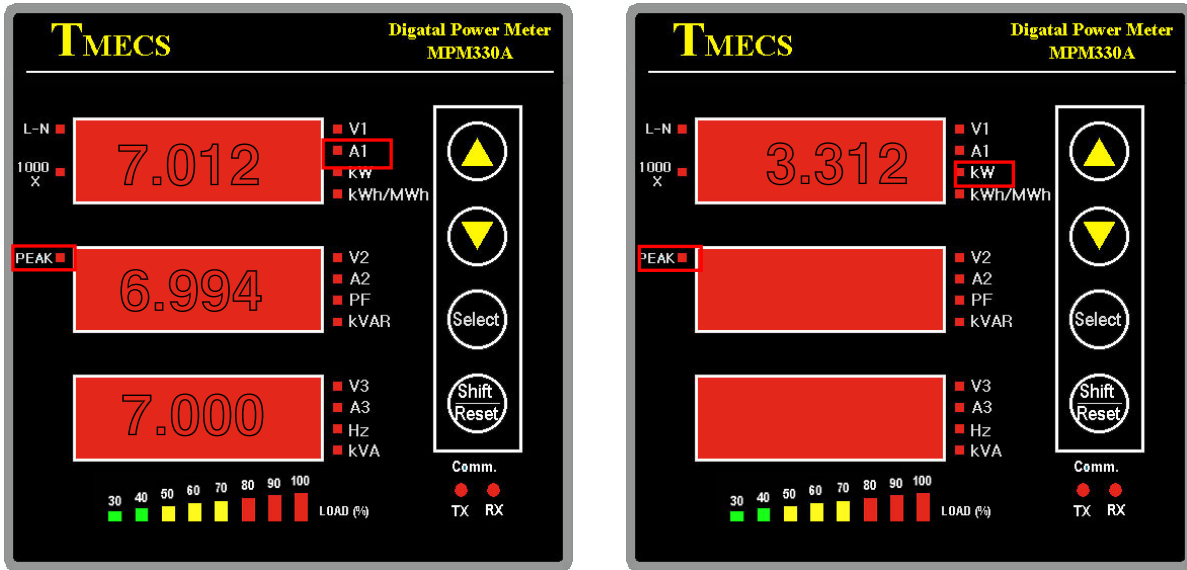 TMECS
Digatal Power Meter
MPM330A
L-N
V1
7.012
A1
1000
X
kW
kWh/MWh
PEAK
V2
6.994
A2
PF
kVAR
Select
V3
7.000
A3
Hz
kVA
Shift
Reset
30 40 50 60 70 80 90 100
LOAD (%)
Comm.
TX RX
TMECS
Digatal Power Meter
MPM330A
L-N
V1
3.312
A1
1000
X
kW
kWh/MWh
PEAK
V2
A2
PF
kVAR
Select
V3
A3
Hz
kVA
Shift
Reset
30 40 50 60 70 80 90 100
LOAD (%)
Comm.
TX RX